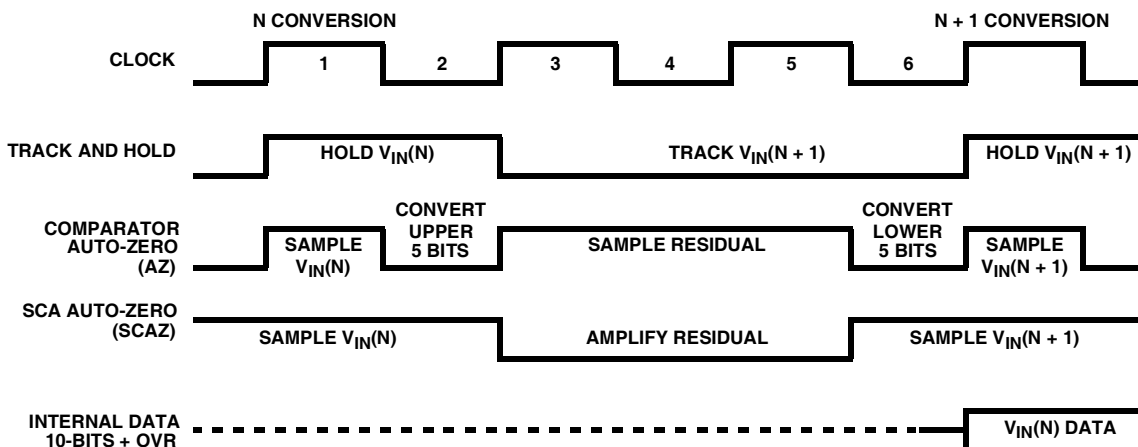 N CONVERSION
N + 1 CONVERSION
CLOCK
1
2
3
4
5
6
TRACK AND HOLD
HOLD VIN(N)
TRACK VIN(N + 1)
HOLD VIN(N + 1)
COMPARATOR
AUTO-ZERO
(AZ)
SAMPLE
VIN(N)
CONVERT
UPPER
5 BITS
SAMPLE RESIDUAL
CONVERT
LOWER
5 BITS
SAMPLE
VIN(N + 1)
SCA AUTO-ZERO
(SCAZ)
SAMPLE VIN(N)
AMPLIFY RESIDUAL
SAMPLE VIN(N + 1)
INTERNAL DATA
10-BITS + OVR
VIN(N) DATA